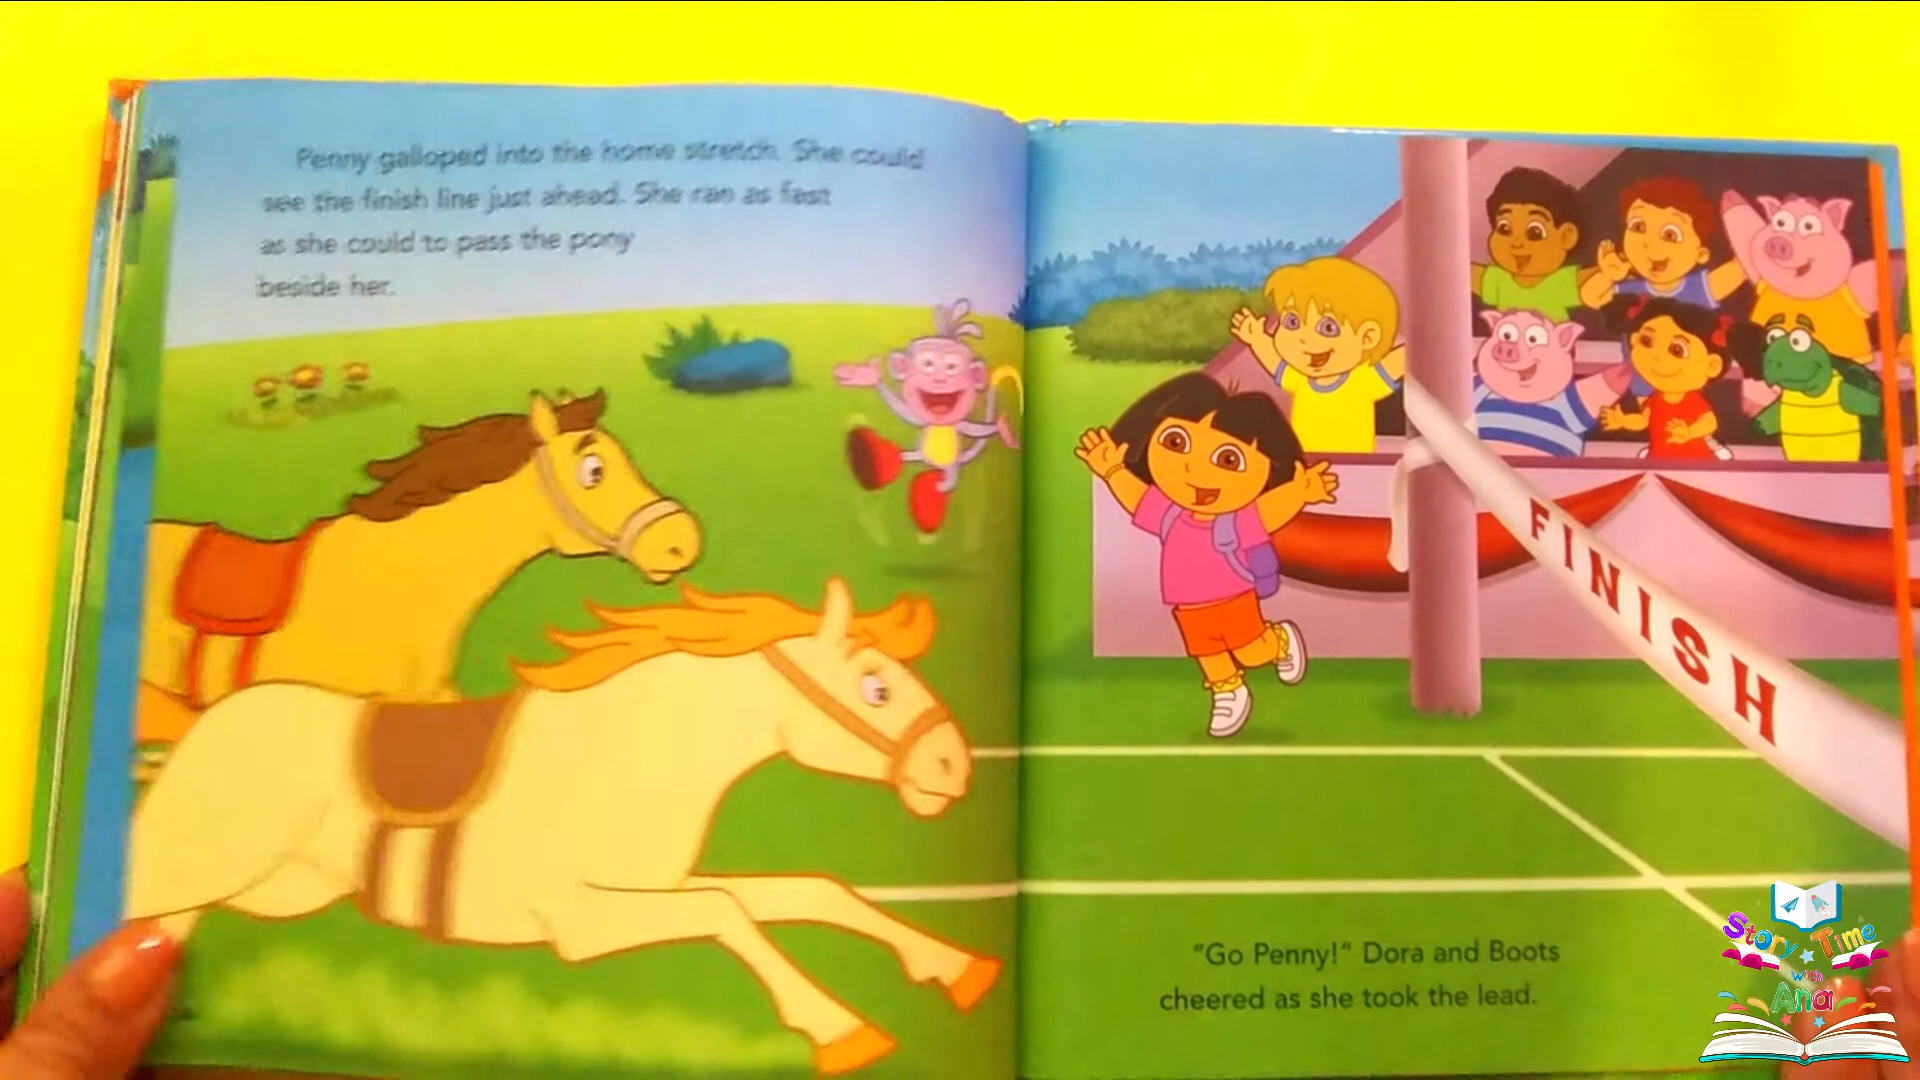 Penny galloped into the home stretch. She could
see the finish line just ahead. She ran as fast
as she could to pass the pony
beside her.
FINISH
"Go Penny!" Dora and Boots
cheered as she took the lead.
Story Time
with
Ana